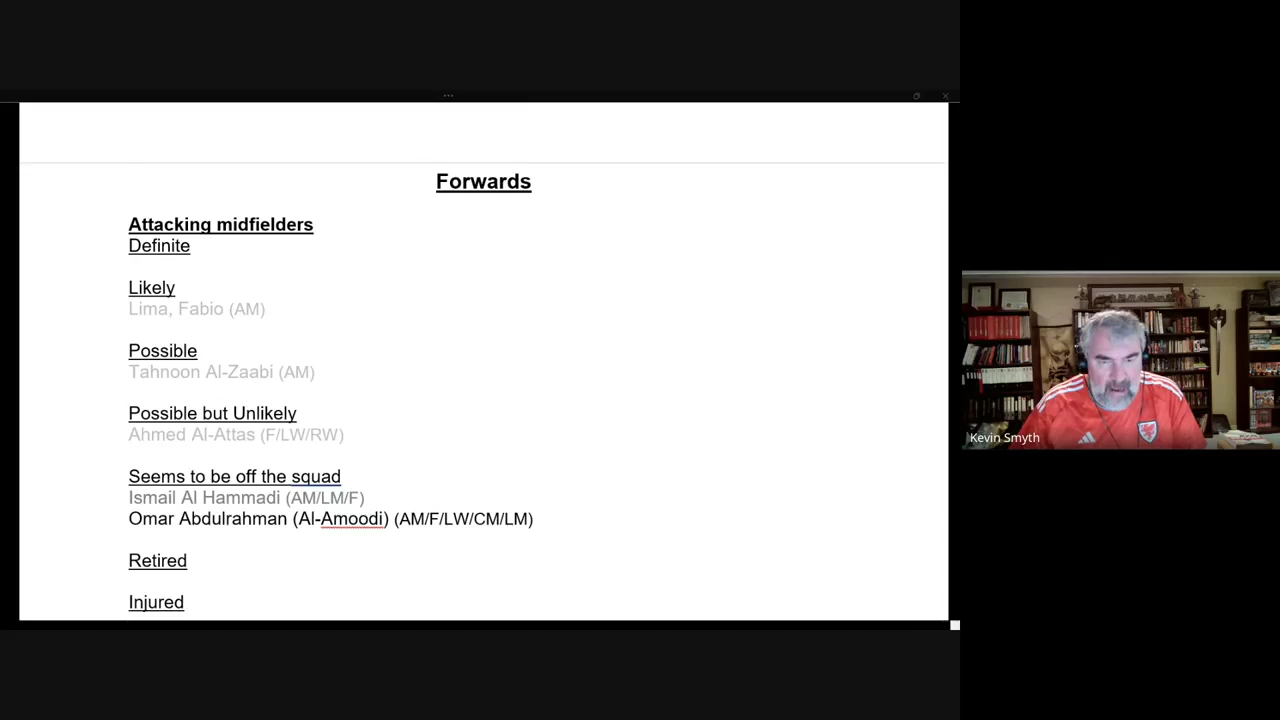 Forwards
Attacking midfielders
Definite
Likely
Lima, Fabio (AM)
Possible
Tahnoon Al-Zaabi (AM)
Possible but Unlikely
Ahmed Al-Attas (F/LW/RW)
Seems to be off the squad
Ismail Al Hammadi (AM/LM/F)
Omar Abdulrahman (Al-Amoodi) (AM/F/LW/CM/LM)
Retired
Injured
Kevin Smyth